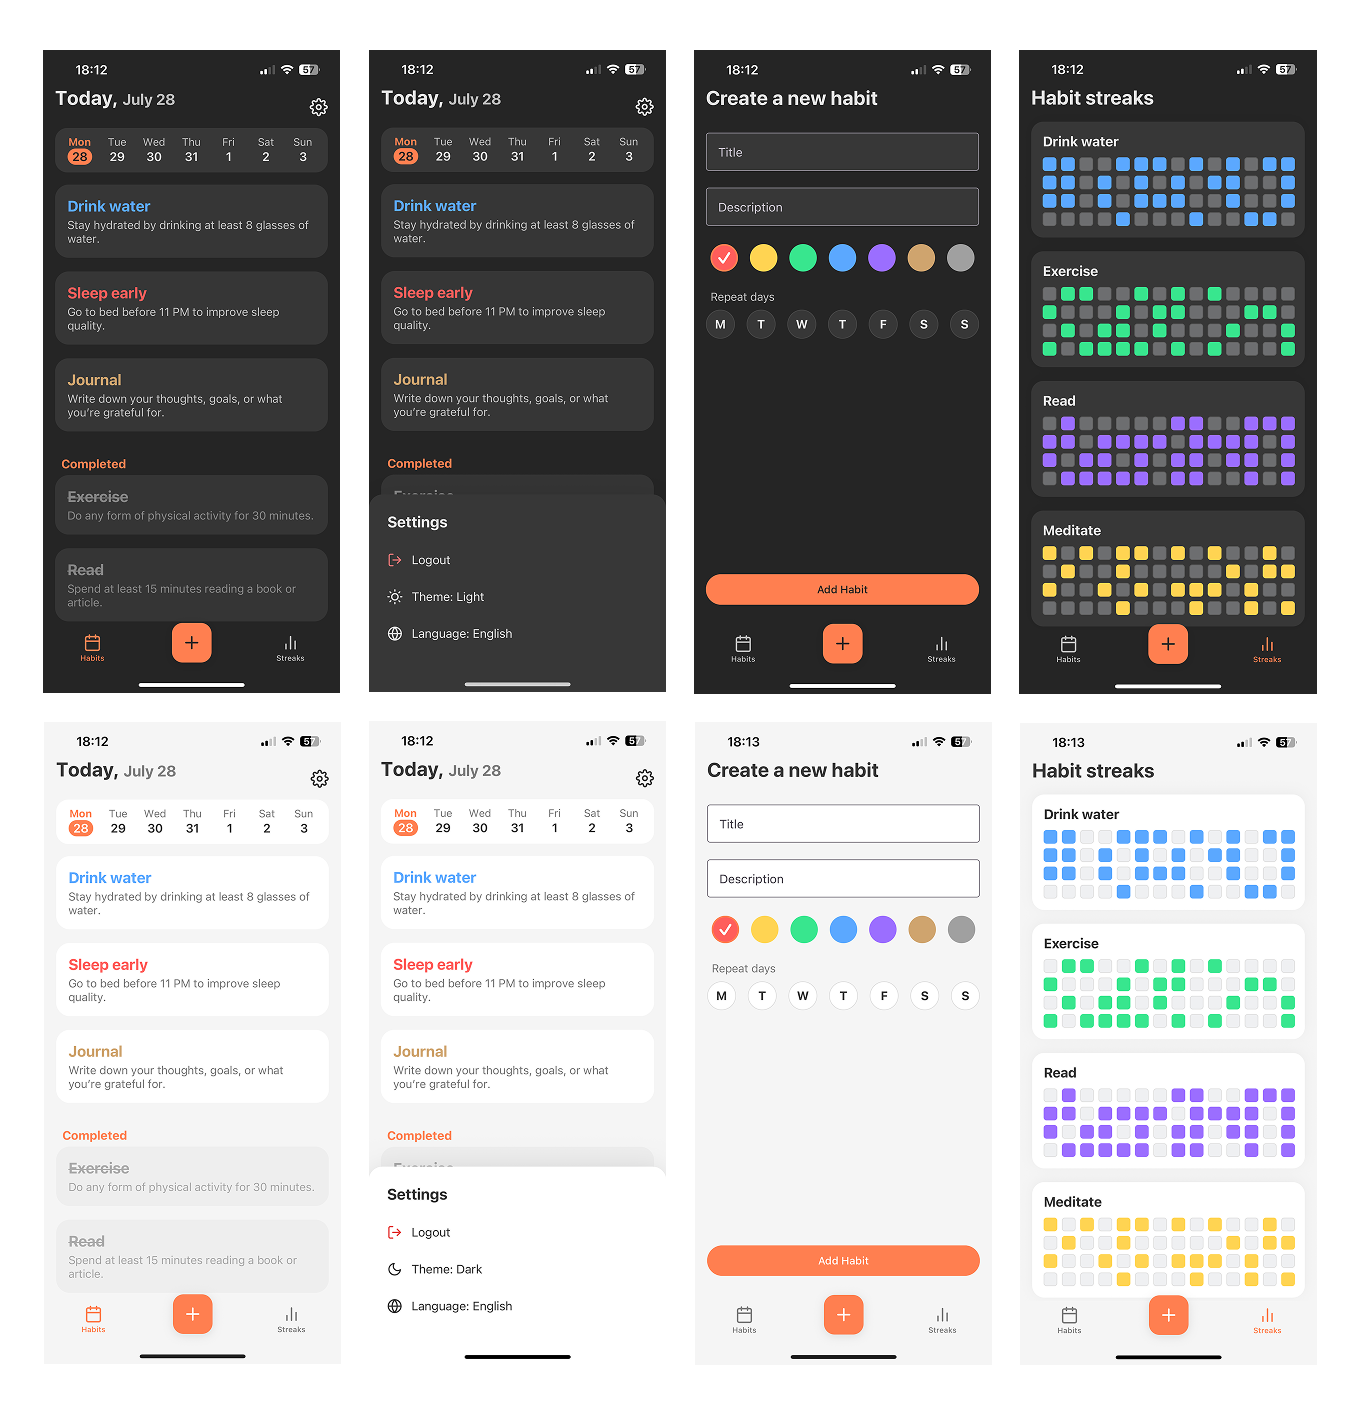 18:12
57
Today, July 28
Mon Tue Wed Thu Fri Sat Sun
28 29 30 31 1 2 3
Drink water
Stay hydrated by drinking at least 8 glasses of
water.
Sleep early
Go to bed before 11 PM to improve sleep
quality.
Journal
Write down your thoughts, goals, or what
you're grateful for.
Completed
Exercise
Do any form of physical activity for 30 minutes.
Read
Spend at least 15 minutes reading a book or
article.
Habits
Streaks
18:12
57
Today, July 28
Mon Tue Wed Thu Fri Sat Sun
28 29 30 31 1 2 3
Drink water
Stay hydrated by drinking at least 8 glasses of
water.
Sleep early
Go to bed before 11 PM to improve sleep
quality.
Journal
Write down your thoughts, goals, or what
you're grateful for.
Completed
Exercise
Settings
Logout
Theme: Light
Language: English
18:12
57
Create a new habit
Title
Description
Repeat days
M T W T F S S
Add Habit
Habits
Streaks
18:12
57
Habit streaks
Drink water
Exercise
Read
Meditate
Habits
Streaks
18:12
57
Today, July 28
Mon Tue Wed Thu Fri Sat Sun
28 29 30 31 1 2 3
Drink water
Stay hydrated by drinking at least 8 glasses of
water.
Sleep early
Go to bed before 11 PM to improve sleep
quality.
Journal
Write down your thoughts, goals, or what
you're grateful for.
Completed
Exercise
Do any form of physical activity for 30 minutes.
Read
Spend at least 15 minutes reading a book or
article.
Habits
Streaks
18:12
57
Today, July 28
Mon Tue Wed Thu Fri Sat Sun
28 29 30 31 1 2 3
Drink water
Stay hydrated by drinking at least 8 glasses of
water.
Sleep early
Go to bed before 11 PM to improve sleep
quality.
Journal
Write down your thoughts, goals, or what
you're grateful for.
Completed
Exercise
Settings
Logout
Theme: Dark
Language: English
18:13
57
Create a new habit
Title
Description
Repeat days
M T W T F S S
Add Habit
Habits
Streaks
18:13
57
Habit streaks
Drink water
Exercise
Read
Meditate
Habits
Streaks